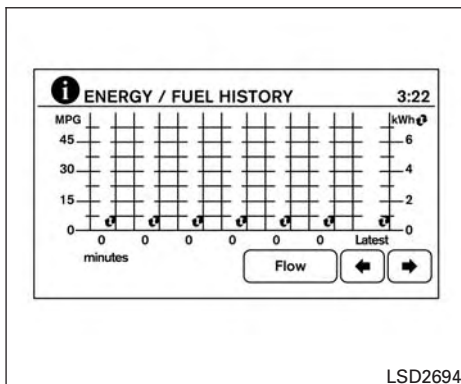 i ENERGY / FUEL HISTORY 3:22
MPG kWh
45 6
30 4
15 2
0 0
0 0 0 0 0 0 Latest
minutes
Flow
LSD2694